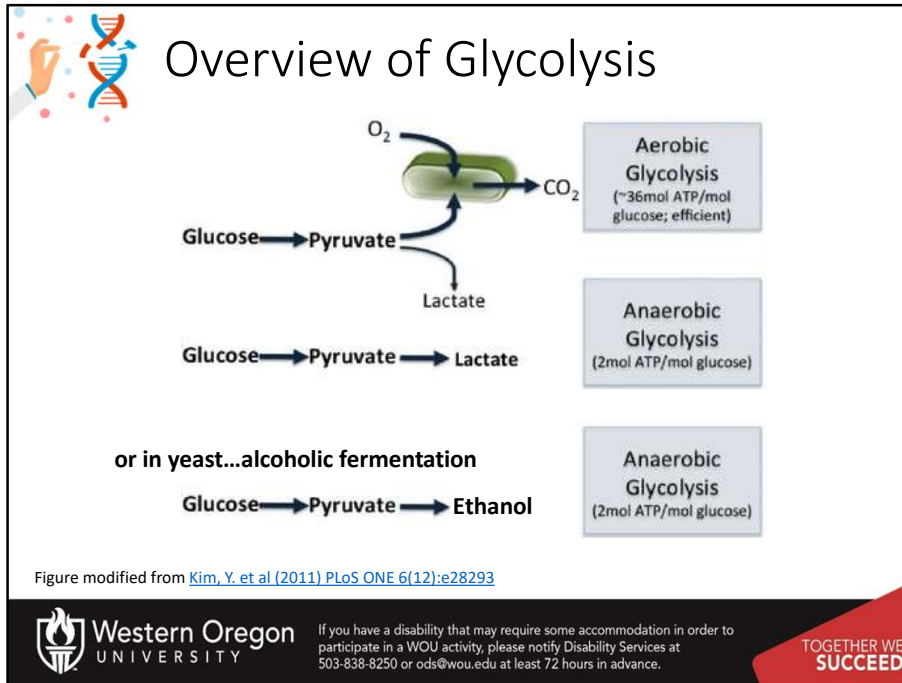 Overview of Glycolysis
O₂
CO₂
Glucose
Pyruvate
Lactate
Aerobic
Glycolysis
(~36mol ATP/mol
glucose; efficient)
Glucose
Pyruvate
Lactate
Anaerobic
Glycolysis
(2mol ATP/mol glucose)
or in yeast...alcoholic fermentation
Glucose
Pyruvate
Ethanol
Anaerobic
Glycolysis
(2mol ATP/mol glucose)
Figure modified from Kim, Y. et al (2011) PLoS ONE 6(12):e28293
Western Oregon
UNIVERSITY
If you have a disability that may require some accommodation in order to
participate in a WOU activity, please notify Disability Services at
503-838-8250 or ods@wou.edu at least 72 hours in advance.
TOGETHER WE
SUCCEED